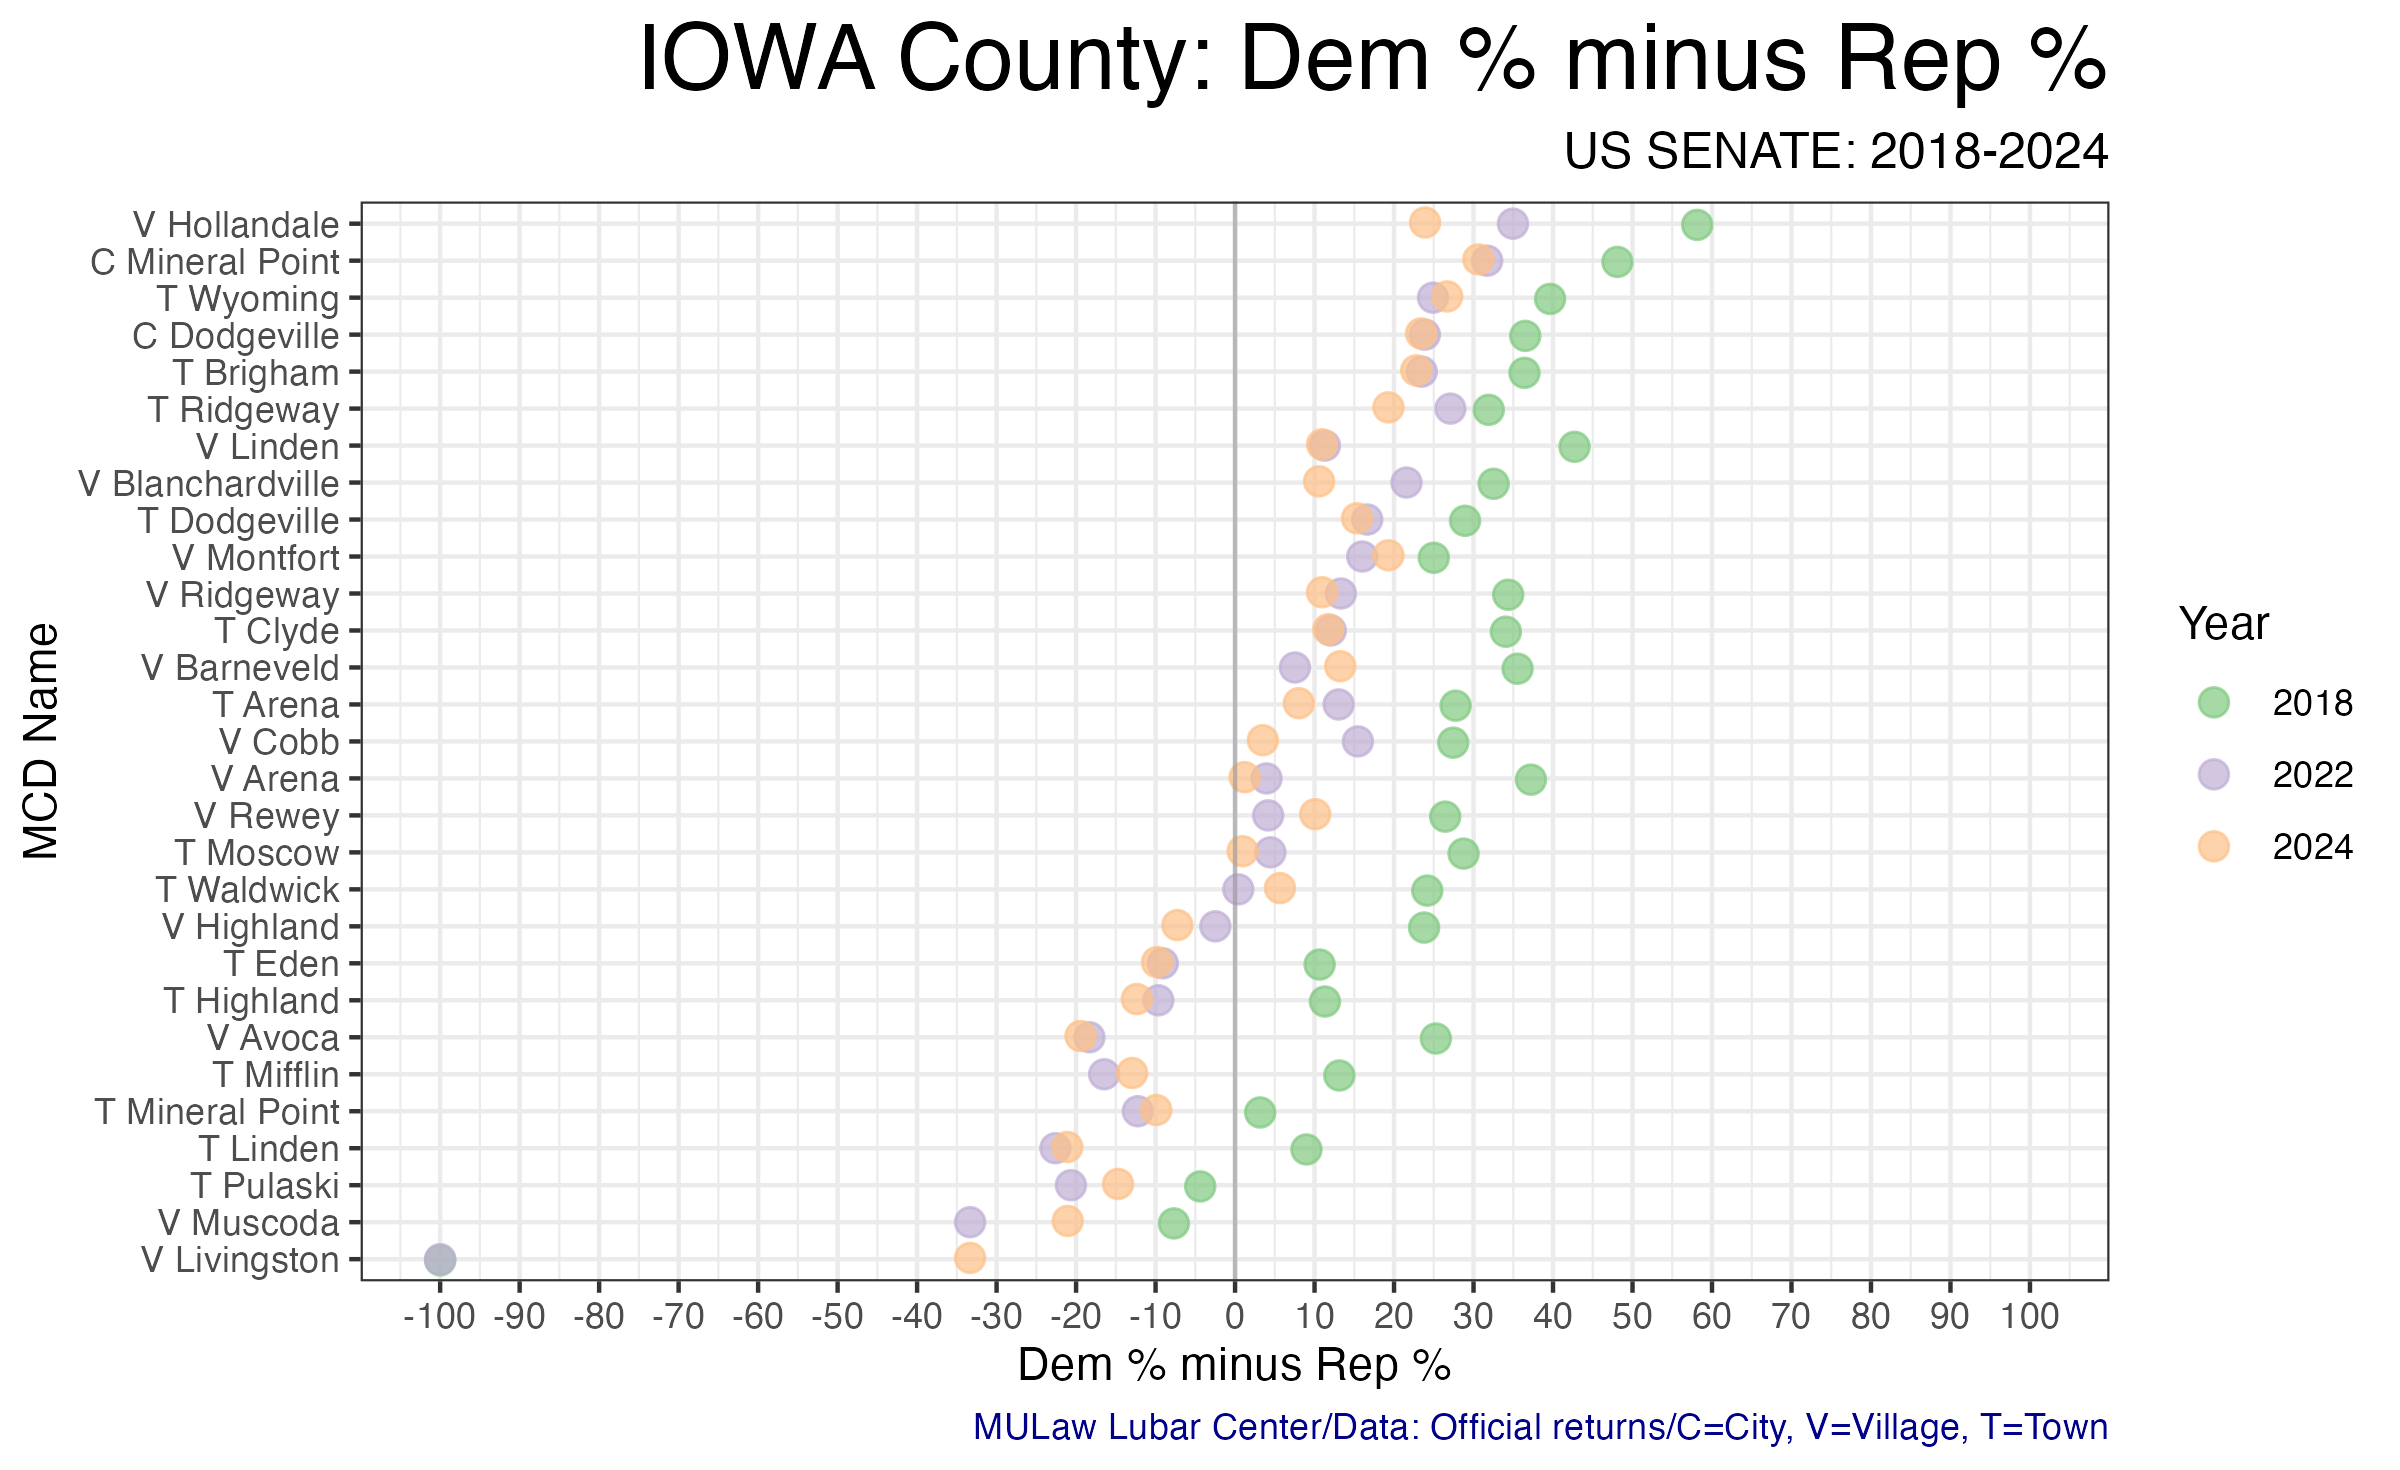 IOWA County: Dem % minus Rep %
US SENATE: 2018-2024
V Hollandale
C Mineral Point
T Wyoming
C Dodgeville
T Brigham
T Ridgeway
V Linden
V Blanchardville
T Dodgeville
V Montfort
V Ridgeway
T Clyde
V Barneveld
T Arena
V Cobb
V Arena
V Rewey
T Moscow
T Waldwick
V Highland
T Eden
T Highland
V Avoca
T Mifflin
T Mineral Point
T Linden
T Pulaski
V Muscoda
V Livingston
MCD Name
-100 -90 -80 -70 -60 -50 -40 -30 -20 -10 0 10 20 30 40 50 60 70 80 90 100
Dem % minus Rep %
Year
2018
2022
2024
MULaw Lubar Center/Data: Official returns/C=City, V=Village, T=Town